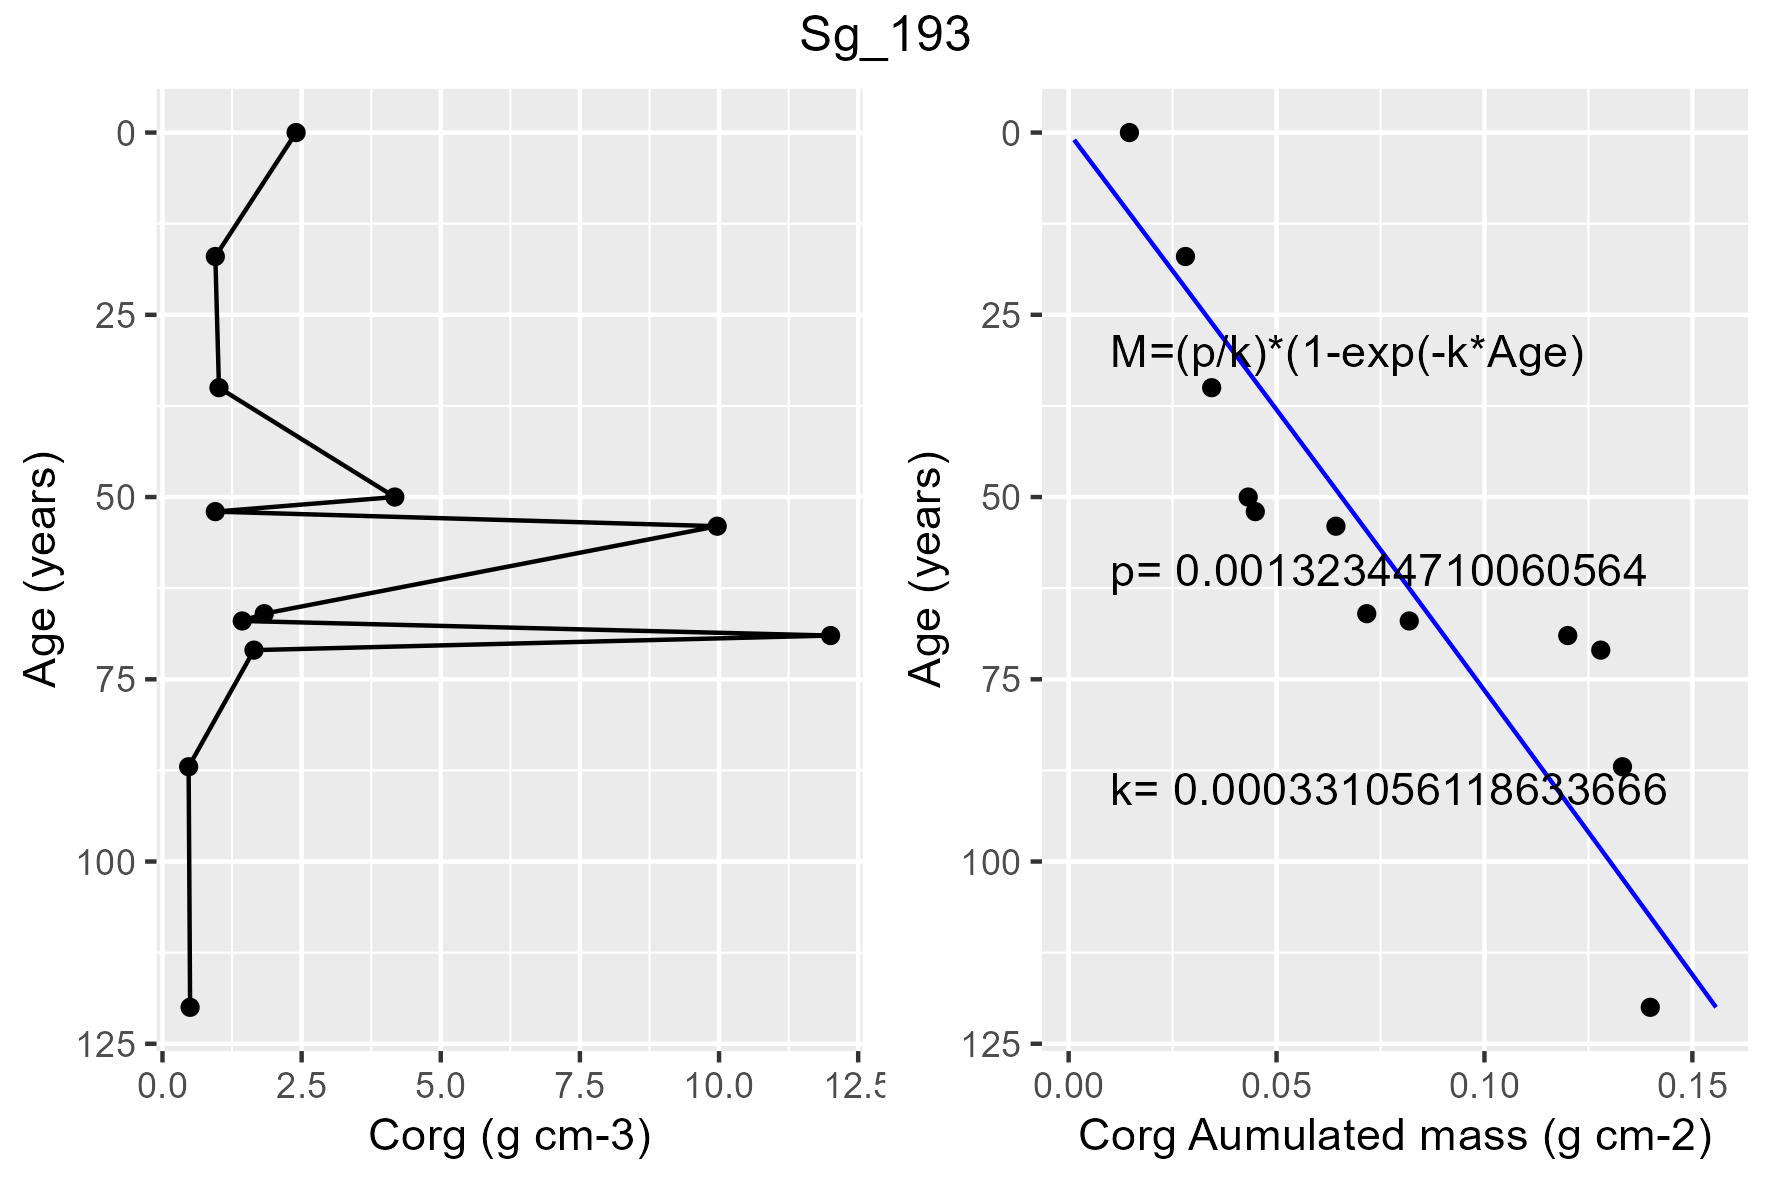 Sg_193
0
25
50
75
100
125
0.0 2.5 5.0 7.5 10.0 12.5
Age (years)
Corg (g cm-3)
0
25
50
75
100
125
0.00 0.05 0.10 0.15
Age (years)
Corg Aumulated mass (g cm-2)
M=(p/k)*(1-exp(-k*Age)
p= 0.00132344710060564
k= 0.000331056118633666